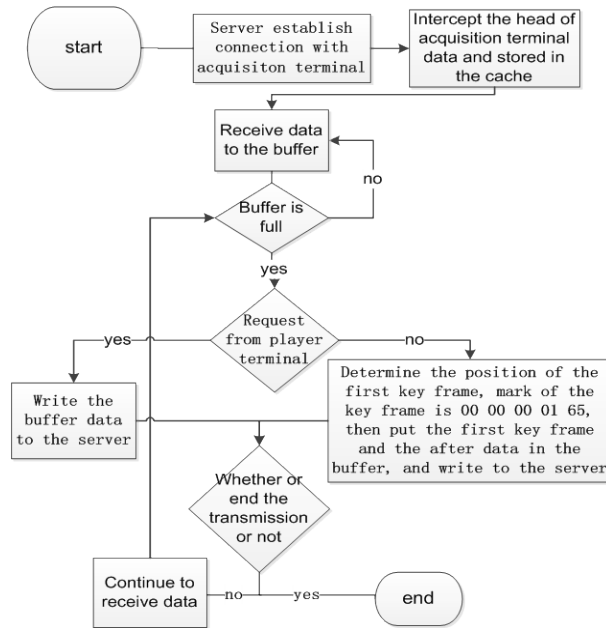 start
Server establish
connection with
acquisiton terminal
Intercept the head of
acquisition terminal
data and stored in
the cache
Receive data
to the buffer
no
Buffer is
full
yes
Request
from player
terminal
yes
no
Write the
buffer data
to the server
Determine the position of the
first key frame, mark of the
key frame is 00 00 00 01 65,
then put the first key frame
and the after data in the
buffer, and write to the server
Whether or
end the
transmission
or not
Continue to
receive data
no
yes
end